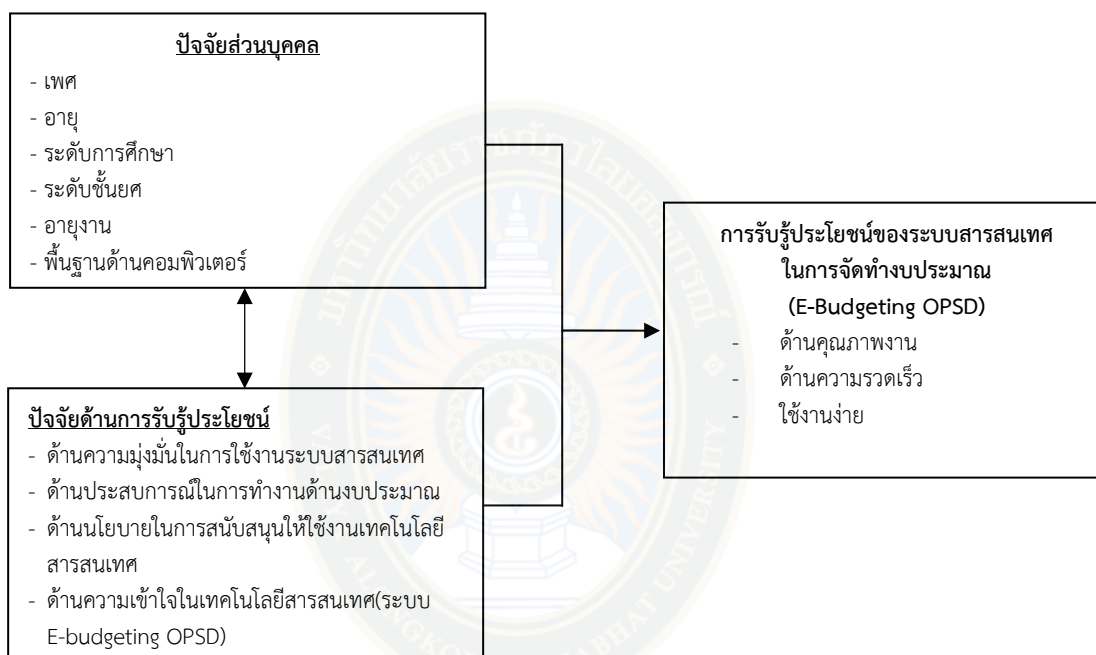 ปัจจัยส่วนบุคคล
- เพศ
- อายุ
- ระดับการศึกษา
- ระดับชั้นยศ
- อายุงาน
- พื้นฐานด้านคอมพิวเตอร์
การรับรู้ประโยชน์ของระบบสารสนเทศ
ในการจัดทำงบประมาณ
(E-Budgeting OPSD)
- ด้านคุณภาพงาน
- ด้านความรวดเร็ว
- ใช้งานง่าย
ปัจจัยด้านการรับรู้ประโยชน์
- ด้านความมุ่งมั่นในการใช้งานระบบสารสนเทศ
- ด้านประสบการณ์ในการทำงานด้านงบประมาณ
- ด้านนโยบายในการสนับสนุนให้ใช้งานเทคโนโลยี
สารสนเทศ
- ด้านความเข้าใจในเทคโนโลยีสารสนเทศ(ระบบ
E-budgeting OPSD)